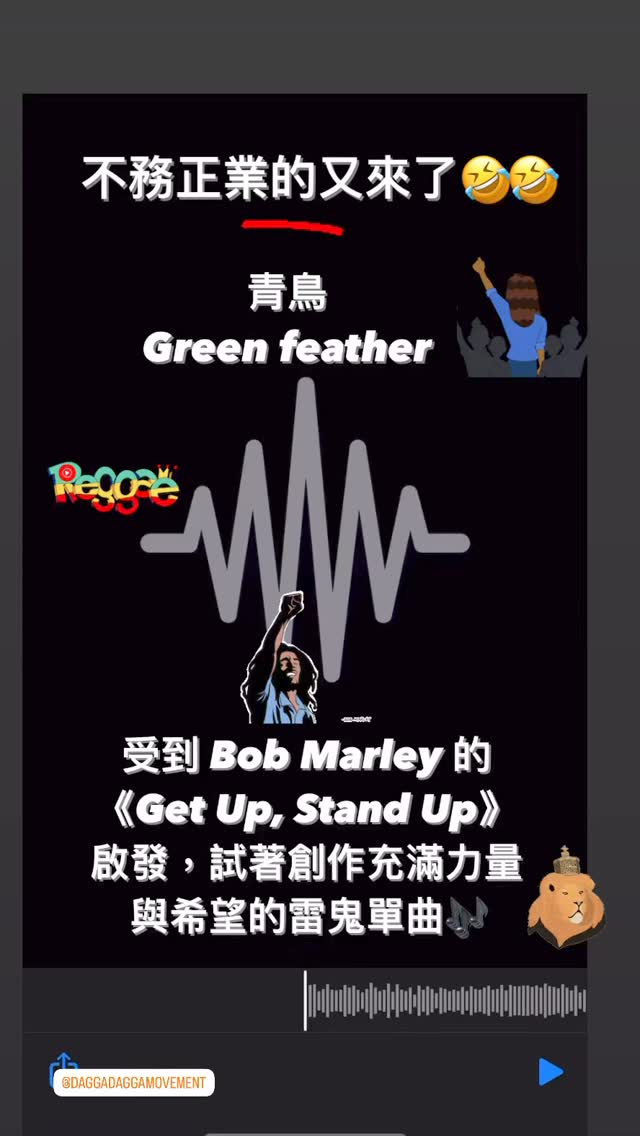 不務正業的又來了🤣🤣
青鳥
Green feather
Reggae
受到 Bob Marley 的
《Get Up, Stand Up》
啟發，試著創作充滿力量
與希望的雷鬼單曲🎶
@DAGGADAGGAMOVEMENT